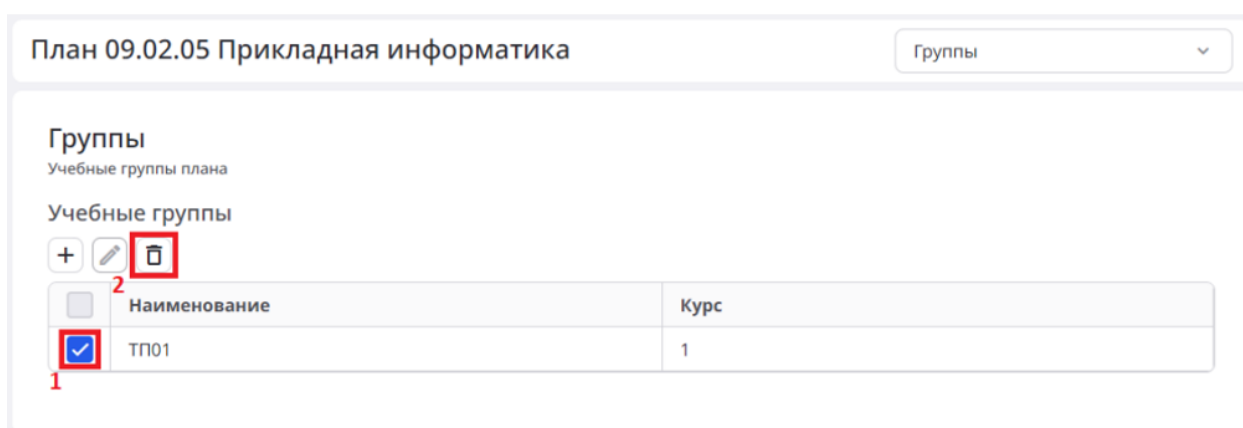 План 09.02.05 Прикладная информатика
Группы
Группы
Учебные группы плана
Учебные группы
2
Наименование Курс
ТП01 1
1